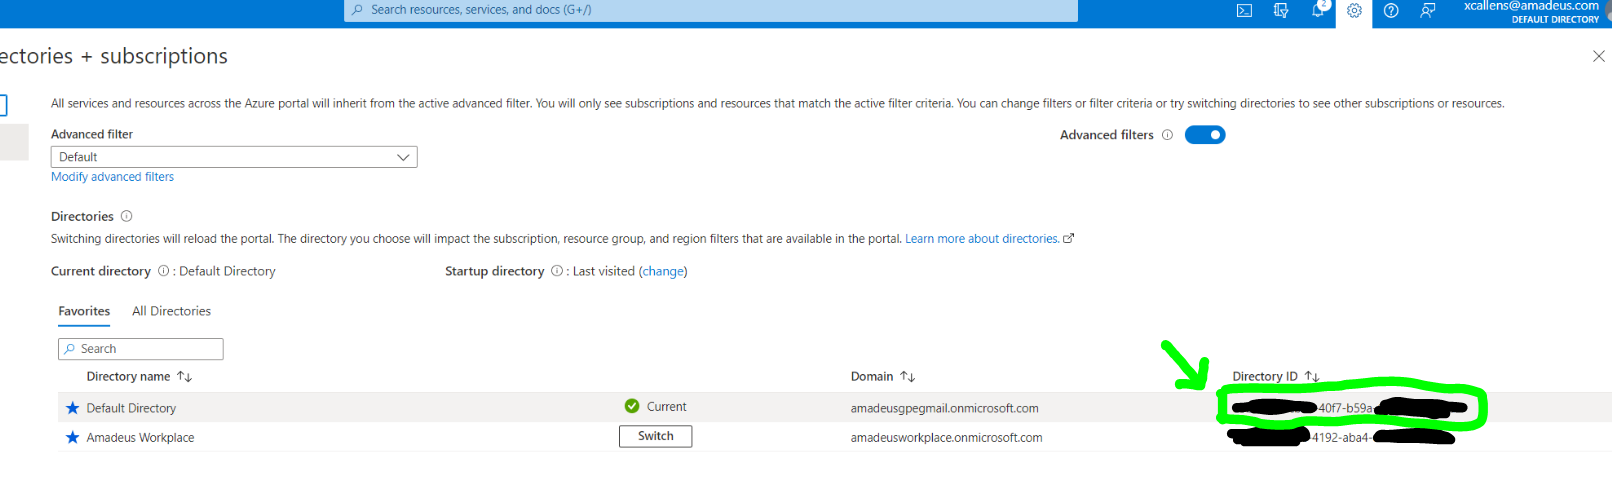 Search resources, services, and docs (G+/)
2
xcallens@amadeus.com
DEFAULT DIRECTORY
ectories + subscriptions
All services and resources across the Azure portal will inherit from the active advanced filter. You will only see subscriptions and resources that match the active filter criteria. You can change filters or filter criteria or try switching directories to see other subscriptions or resources.
Advanced filter
Advanced filters
Default
Modify advanced filters
Directories
Switching directories will reload the portal. The directory you choose will impact the subscription, resource group, and region filters that are available in the portal. Learn more about directories.
Current directory : Default Directory
Startup directory : Last visited (change)
Favorites All Directories
Search
Directory name Domain Directory ID
Default Directory Current amadeusgpegmail.onmicrosoft.com -40f7-b59a-
Amadeus Workplace Switch amadeusworkplace.onmicrosoft.com -4192-aba4-